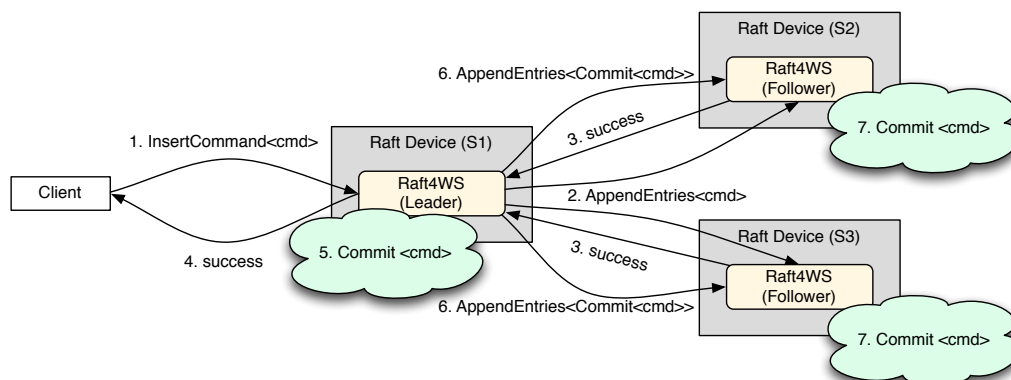 Raft Device (S2)
Raft4WS
(Follower)
6. AppendEntries<Commit<cmd>>
7. Commit <cmd>
3. success
1. InsertCommand<cmd>
Raft Device (S1)
Client
Raft4WS
(Leader)
2. AppendEntries<cmd>
4. success
5. Commit <cmd>
3. success
Raft Device (S3)
Raft4WS
(Follower)
6. AppendEntries<Commit<cmd>>
7. Commit <cmd>